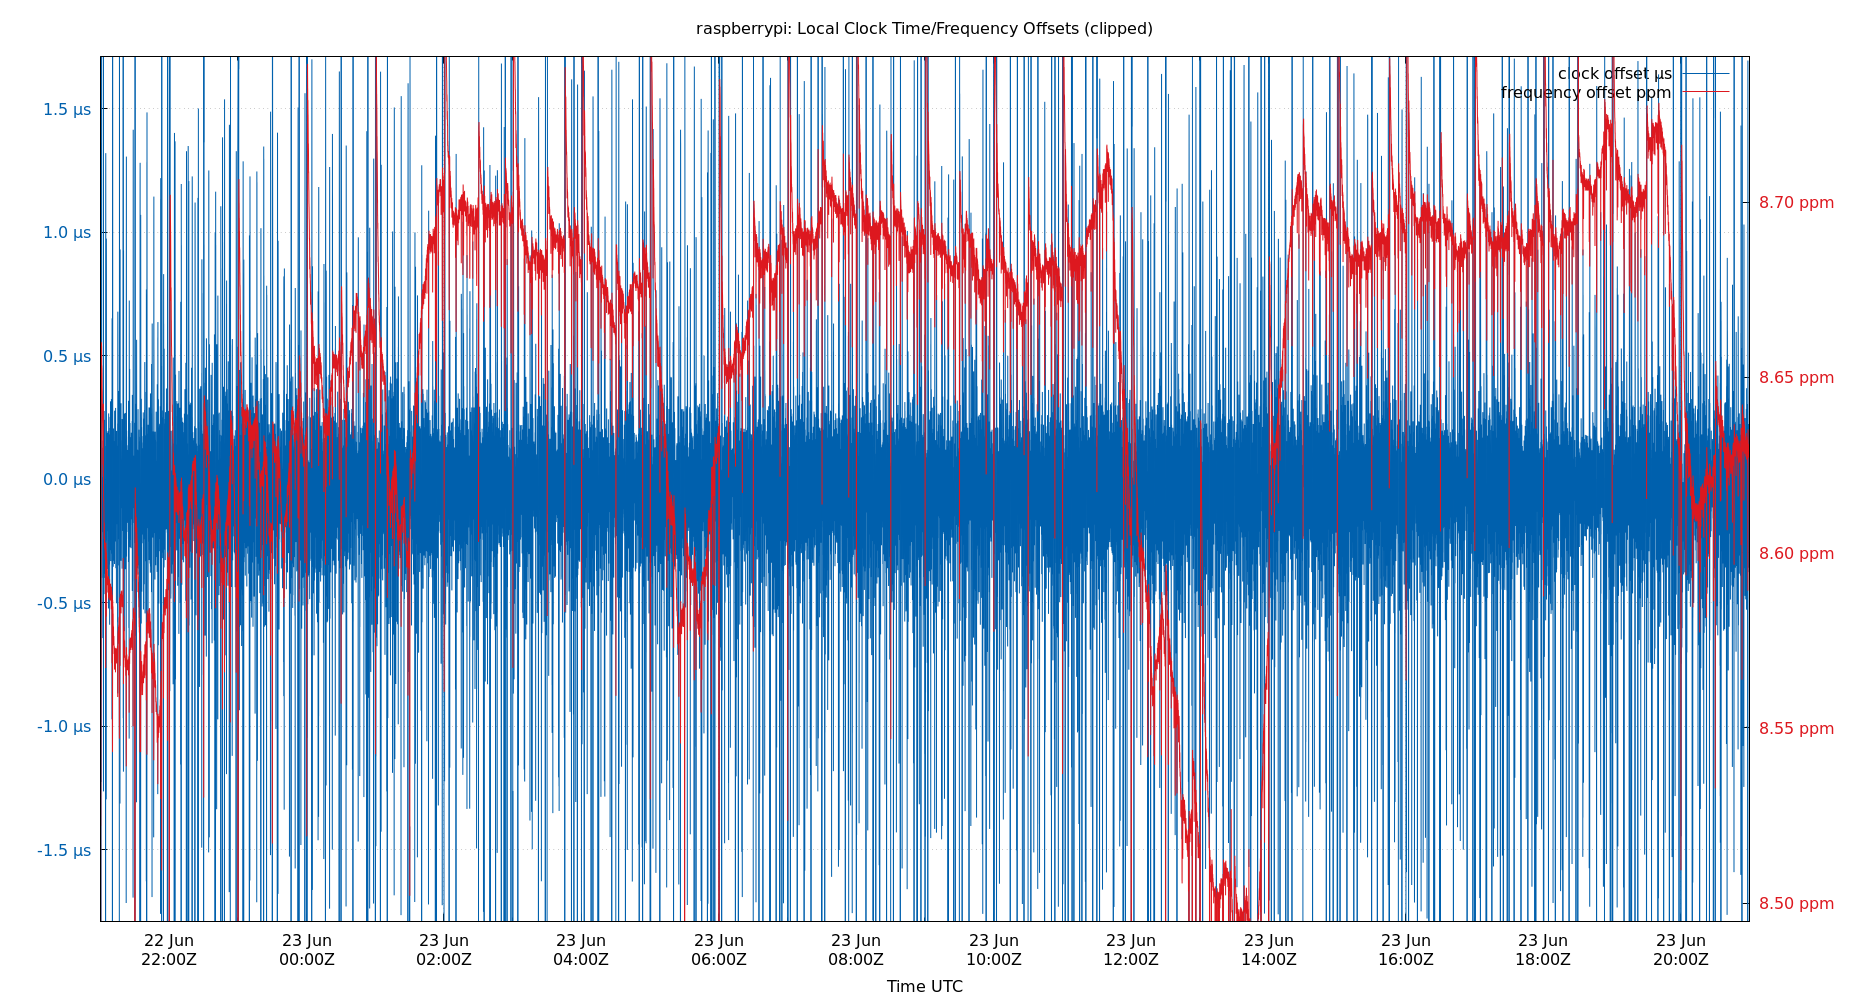 raspberrypi: Local Clock Time/Frequency Offsets (clipped)
clock offset µs
frequency offset ppm
1.5 µs
1.0 µs
0.5 µs
0.0 µs
-0.5 µs
-1.0 µs
-1.5 µs
8.70 ppm
8.65 ppm
8.60 ppm
8.55 ppm
8.50 ppm
22 Jun 23 Jun 23 Jun 23 Jun 23 Jun 23 Jun 23 Jun 23 Jun 23 Jun 23 Jun 23 Jun 23 Jun
22:00Z 00:00Z 02:00Z 04:00Z 06:00Z 08:00Z 10:00Z 12:00Z 14:00Z 16:00Z 18:00Z 20:00Z
Time UTC